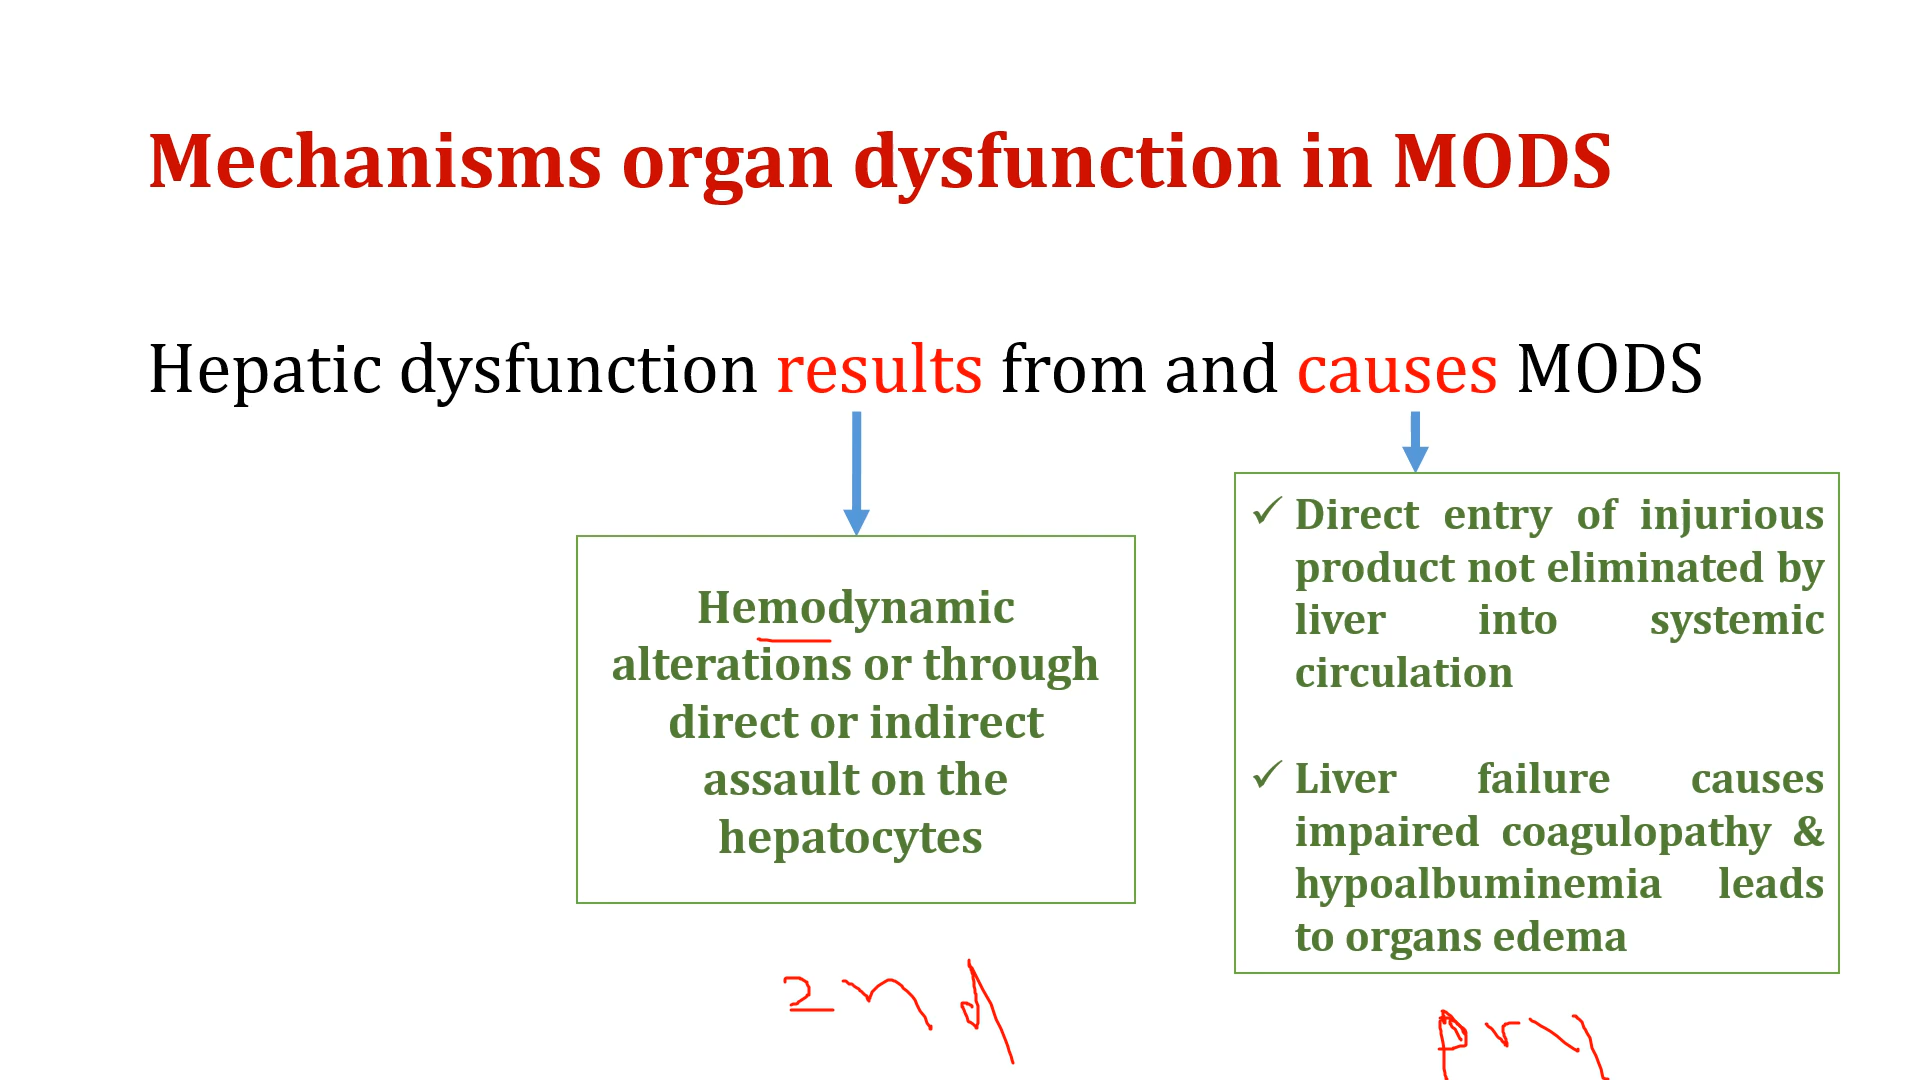 Mechanisms organ dysfunction in MODS
Hepatic dysfunction results from and causes MODS
Hemodynamic
alterations or through
direct or indirect
assault on the
hepatocytes
✓ Direct entry of injurious
product not eliminated by
liver into systemic
circulation
✓ Liver failure causes
impaired coagulopathy &
hypoalbuminemia leads
to organs edema
2nd
pry